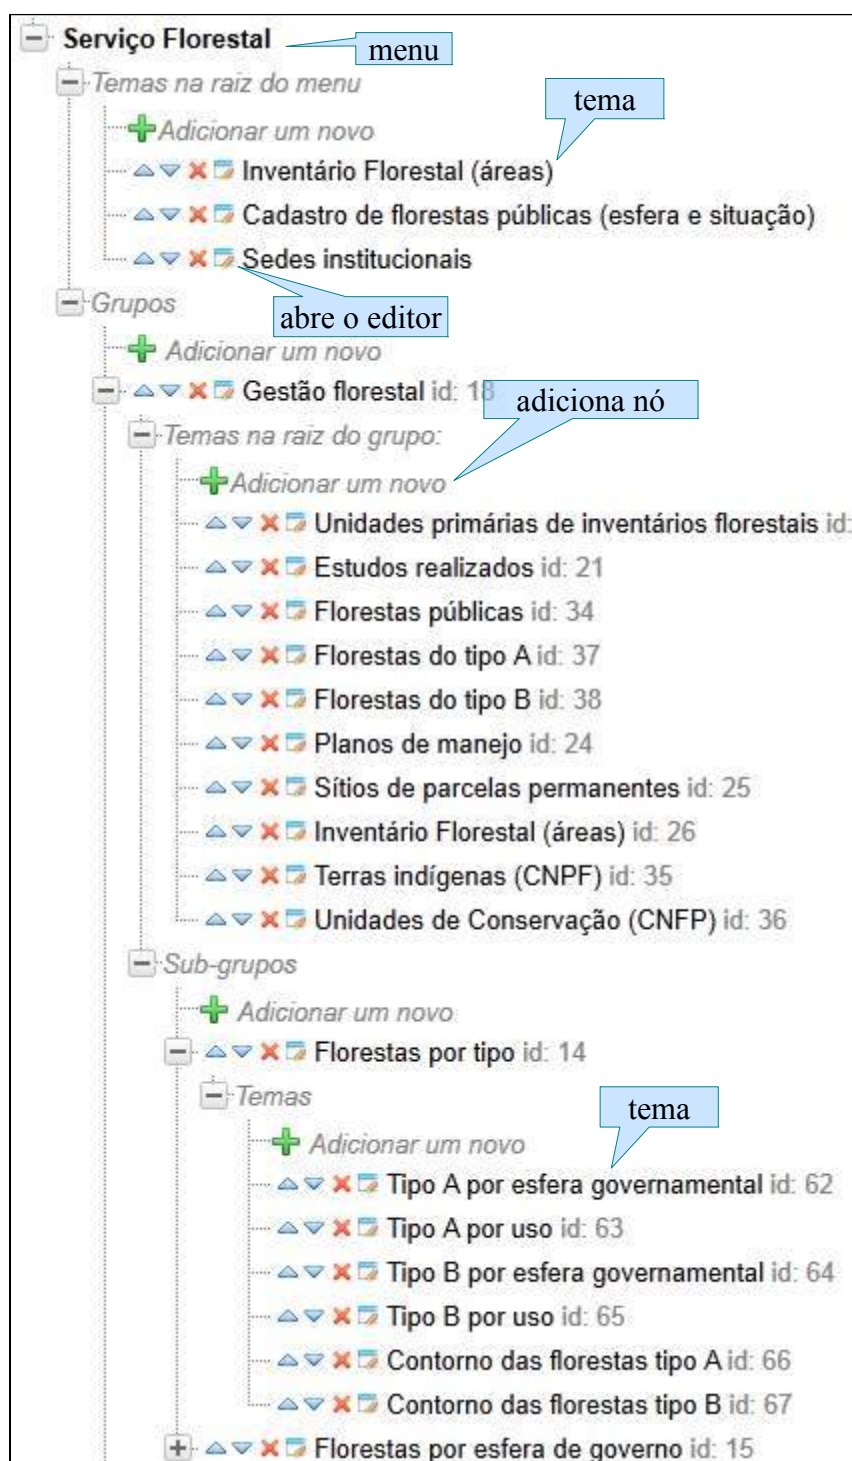 Serviço Florestal
menu
Temas na raiz do menu
tema
Adicionar um novo
Inventário Florestal (áreas)
Cadastro de florestas públicas (esfera e situação)
Sedes institucionais
Grupos
abre o editor
Adicionar um novo
Gestão florestal id: 18
adiciona nó
Temas na raiz do grupo:
Adicionar um novo
Unidades primárias de inventários florestais id:
Estudos realizados id: 21
Florestas públicas id: 34
Florestas do tipo A id: 37
Florestas do tipo B id: 38
Planos de manejo id: 24
Sítios de parcelas permanentes id: 25
Inventário Florestal (áreas) id: 26
Terras indígenas (CNPF) id: 35
Unidades de Conservação (CNFP) id: 36
Sub-grupos
Adicionar um novo
Florestas por tipo id: 14
Temas
tema
Adicionar um novo
Tipo A por esfera governamental id: 62
Tipo A por uso id: 63
Tipo B por esfera governamental id: 64
Tipo B por uso id: 65
Contorno das florestas tipo A id: 66
Contorno das florestas tipo B id: 67
Florestas por esfera de governo id: 15